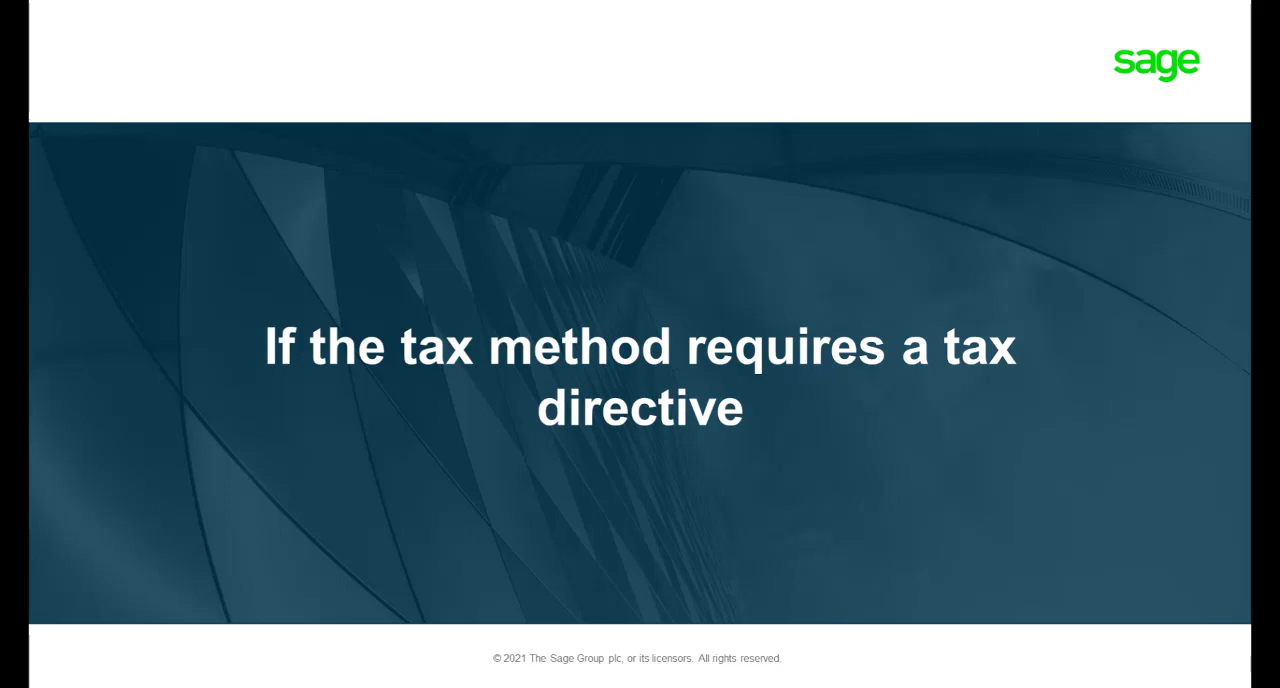 sage
If the tax method requires a tax
directive
© 2021 The Sage Group plc, or its licensors. All rights reserved.